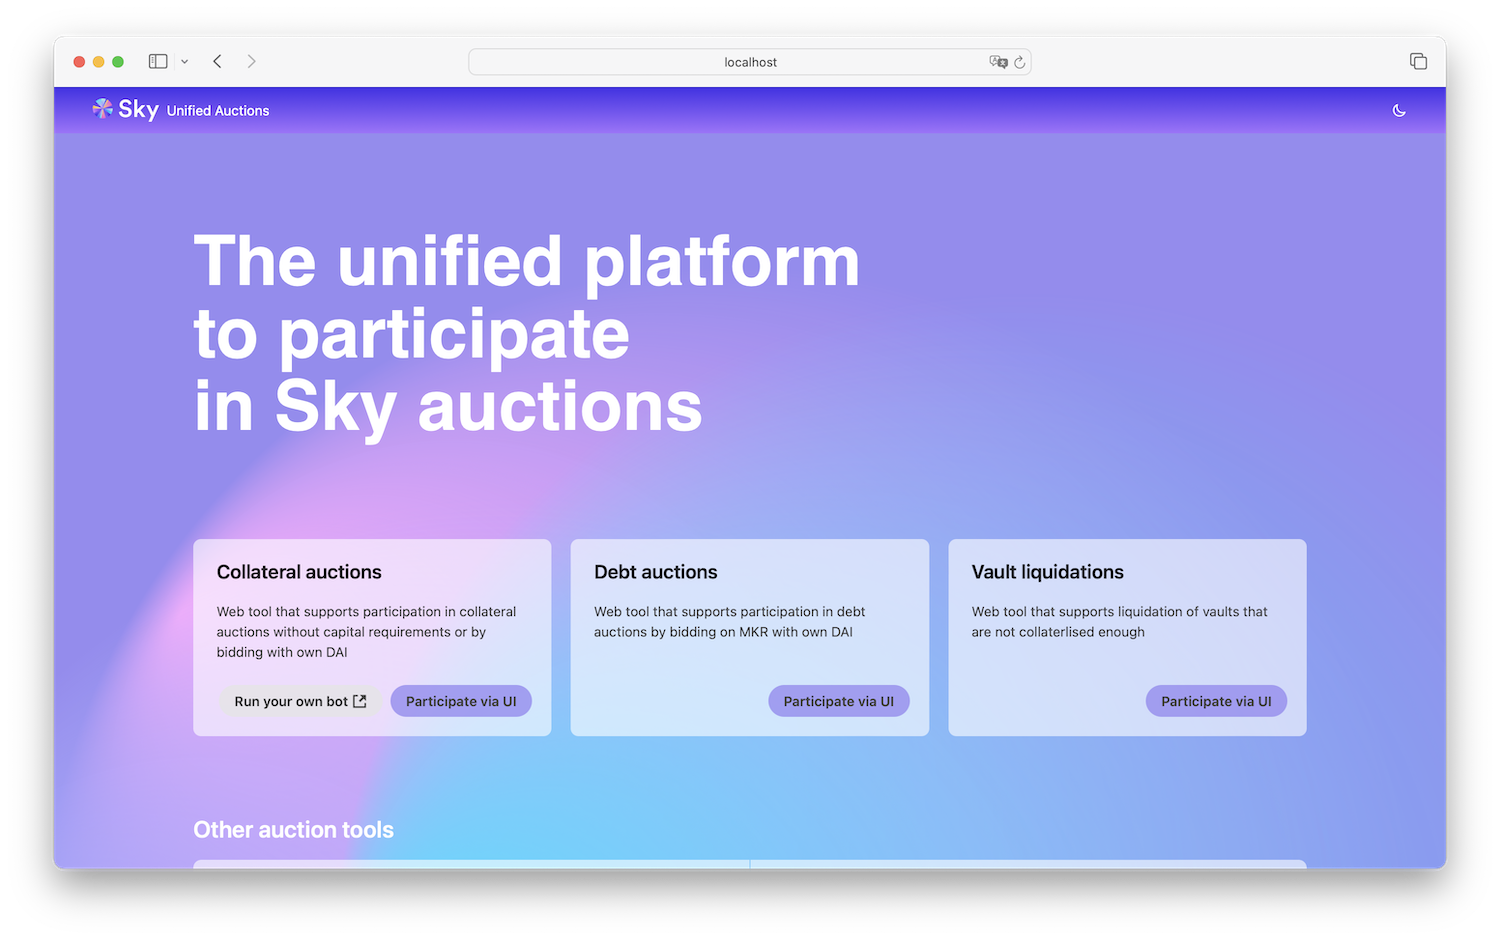 localhost
Sky Unified Auctions
The unified platform
to participate
in Sky auctions
Collateral auctions
Web tool that supports participation in collateral
auctions without capital requirements or by
bidding with own DAI
Run your own bot
Participate via UI
Debt auctions
Web tool that supports participation in debt
auctions by bidding on MKR with own DAI
Participate via UI
Vault liquidations
Web tool that supports liquidation of vaults that
are not collaterlised enough
Participate via UI
Other auction tools